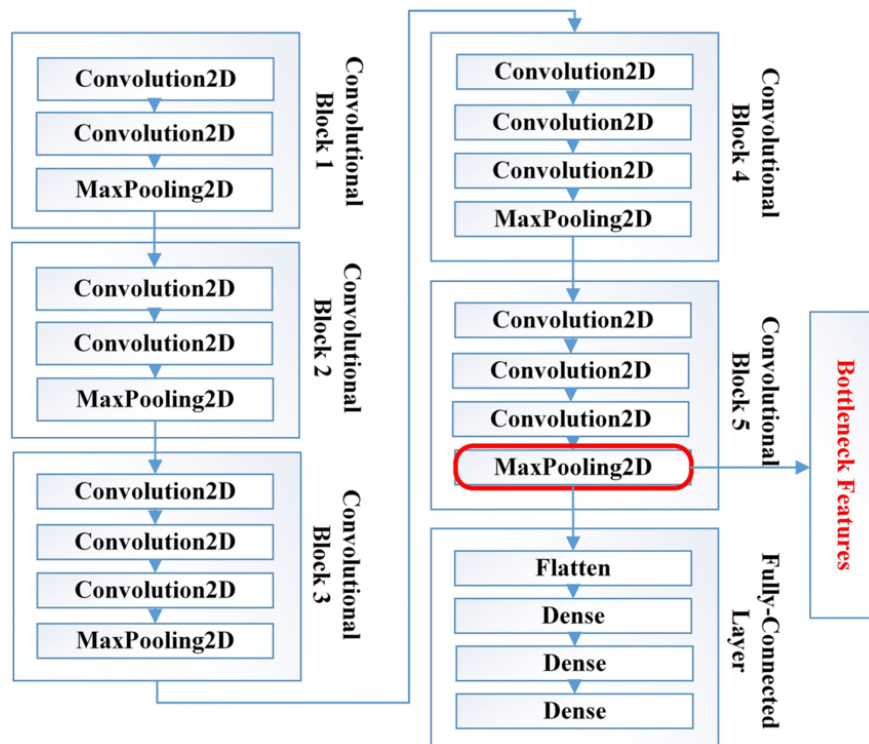 Convolution2D
Convolution2D
MaxPooling2D
Convolutional
Block 1
Convolution2D
Convolution2D
MaxPooling2D
Convolutional
Block 2
Convolution2D
Convolution2D
Convolution2D
MaxPooling2D
Convolutional
Block 3
Convolution2D
Convolution2D
Convolution2D
MaxPooling2D
Convolutional
Block 4
Convolution2D
Convolution2D
Convolution2D
MaxPooling2D
Convolutional
Block 5
Bottleneck Features
Flatten
Dense
Dense
Dense
Fully-Connected
Layer